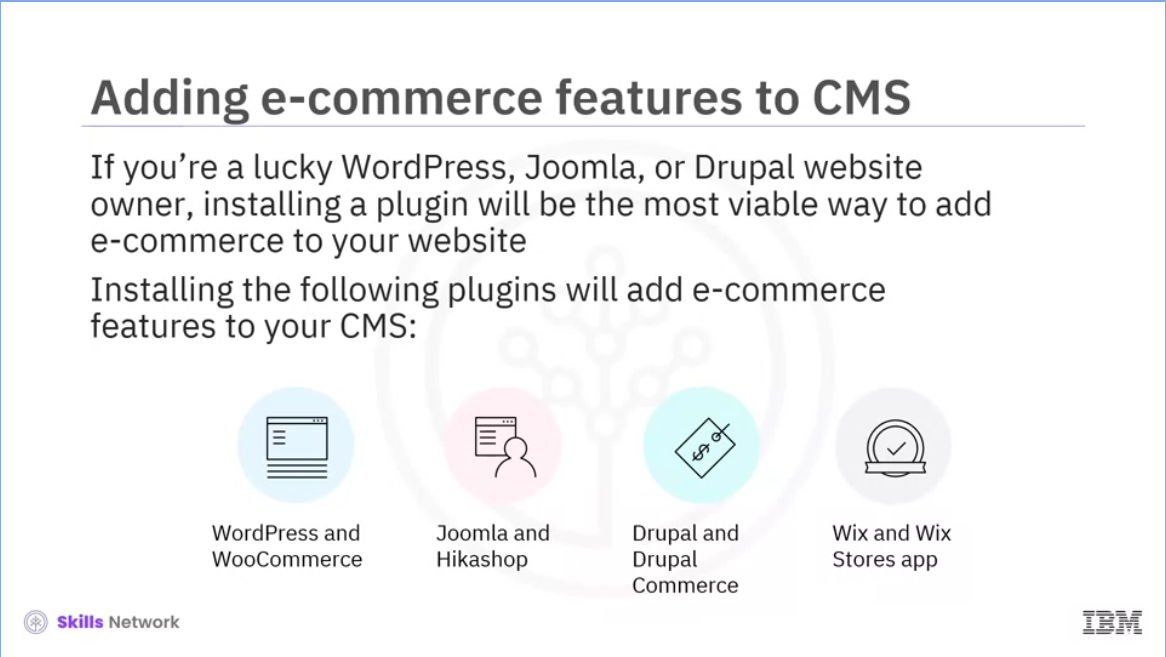 Adding e-commerce features to CMS
If you’re a lucky WordPress, Joomla, or Drupal website
owner, installing a plugin will be the most viable way to add
e-commerce to your website
Installing the following plugins will add e-commerce
features to your CMS:
$
WordPress and
WooCommerce
Joomla and
Hikashop
Drupal and
Drupal
Commerce
Wix and Wix
Stores app
Skills Network
IBM